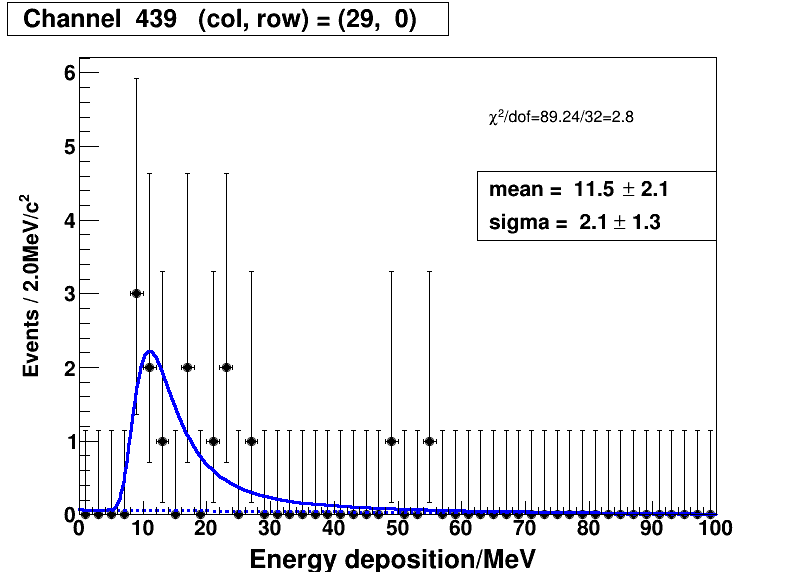 Channel 439 (col, row) = (29, 0)
χ²/dof=89.24/32=2.8
mean = 11.5 ± 2.1
sigma = 2.1 ± 1.3
Events / 2.0MeV/c²
6
5
4
3
2
1
0
0 10 20 30 40 50 60 70 80 90 100
Energy deposition/MeV